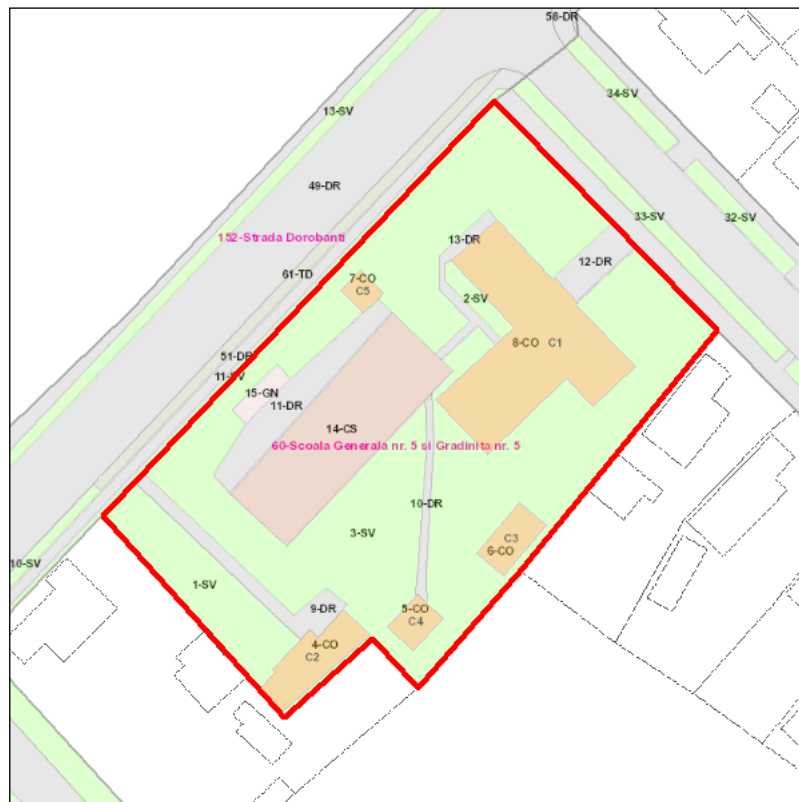 58-DR
34-SV
13-SV
49-DR
33-SV
32-SV
152-Strada Dorobanti
13-DR
12-DR
61-TD
7-CO
C5
2-SV
8-CO C1
51-DR
11-SV
15-GN
11-DR
14-CS
60-Scoala Generala nr. 5 si Gradinita nr. 5
10-DR
3-SV
C3
6-CO
10-SV
1-SV
9-DR
5-CO
C4
4-CO
C2